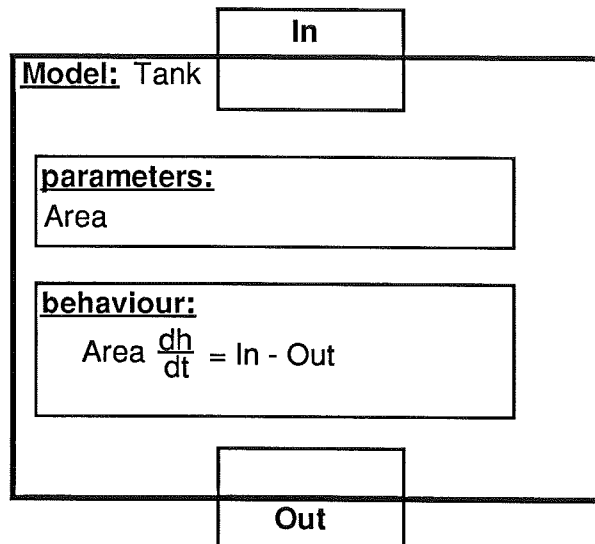 In
Model: Tank
parameters:
Area
behaviour:
Area dh/dt = In - Out
Out